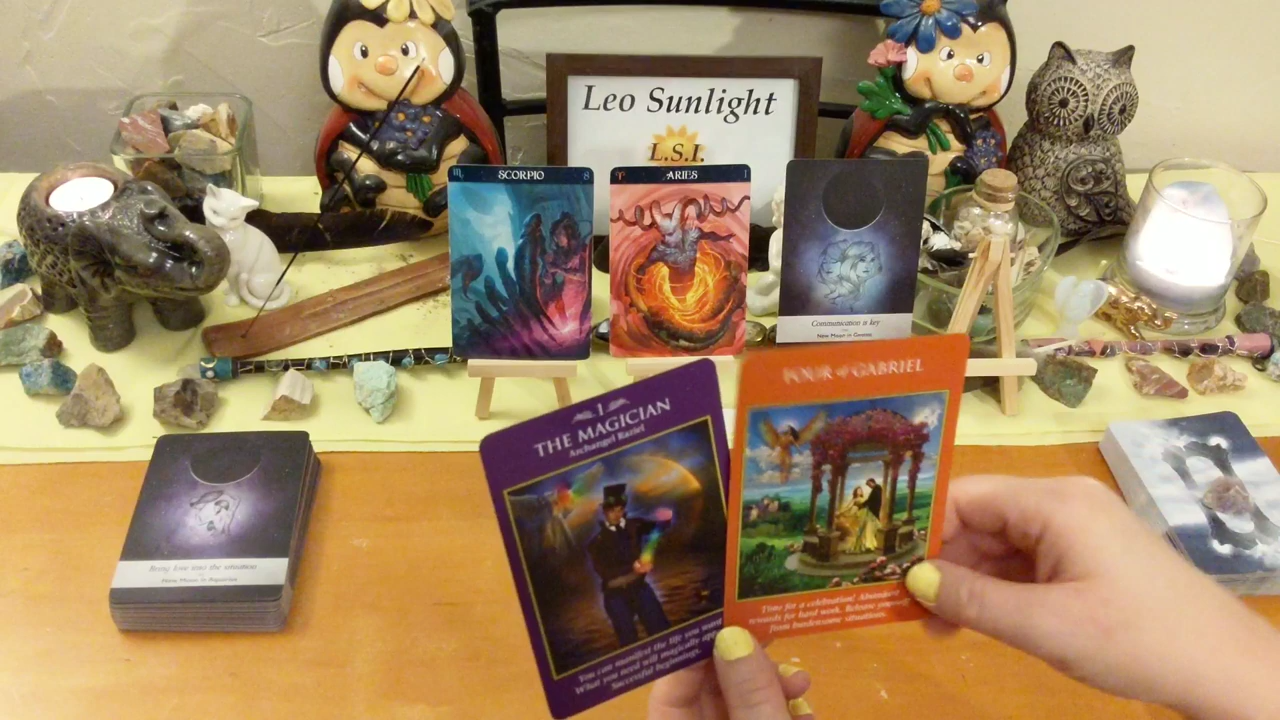 Leo Sunlight
L.S.I.
♏ SCORPIO 8
♈ ARIES 1
Communication is key
New Moon in Gemini
I
THE MAGICIAN
Archangel Raziel
You can manifest the life you want
What you need will magically
Successful beginnings.
FOUR of GABRIEL
Time for a celebration! Abundant
rewards for hard work. Release yourself
from burdensome situations.
Bring love into the situation
New Moon in Aquarius